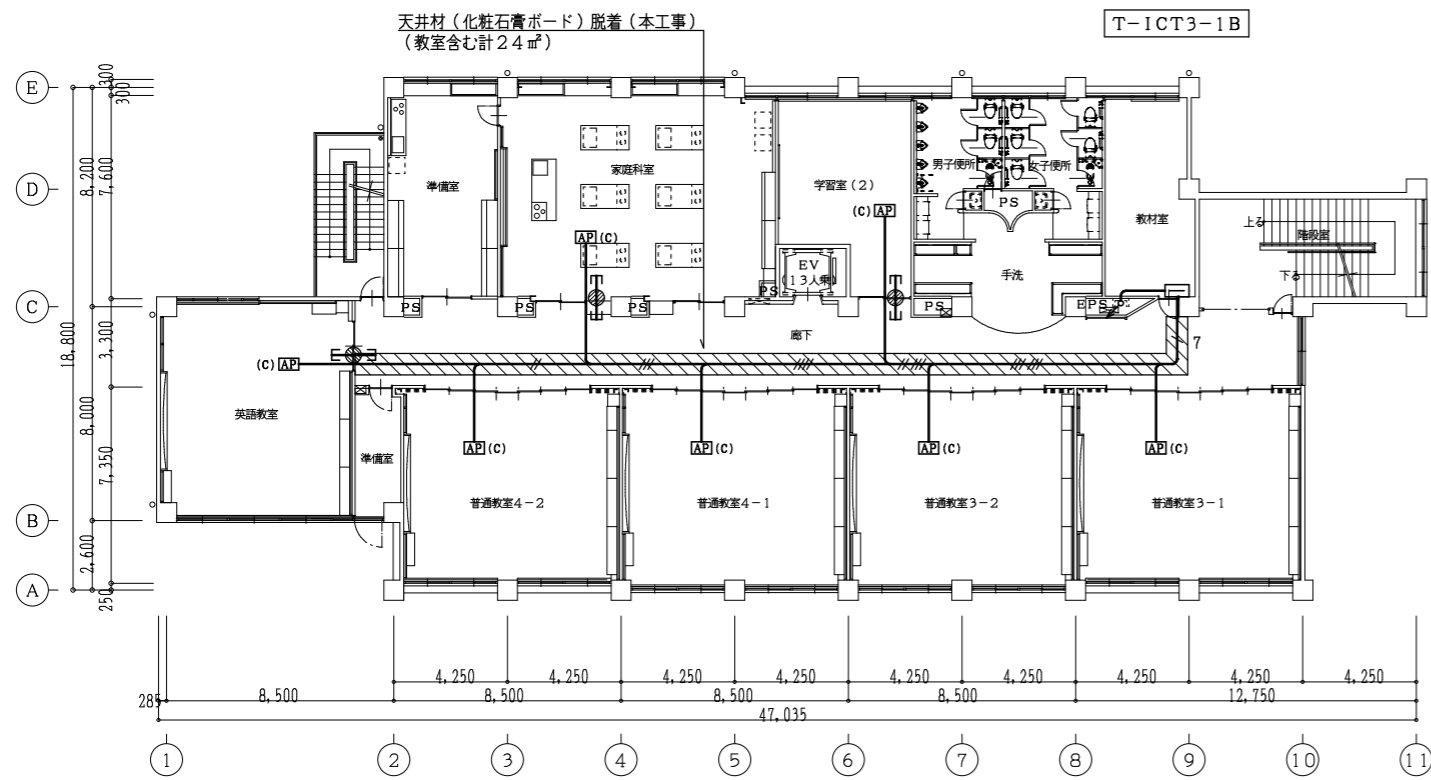 天井材（化粧石膏ボード）脱着（本工事）
（教室含む計２４㎡）
T-ICT3-1B
E
D
C
B
A
300
300
8,200
7,600
18,800
3,300
8,000
7,350
2,600
250
準備室
家庭科室
学習室（2）
男子便所
女子便所
PS
教材室
上る
階段室
下る
(C) AP
AP (C)
EV
(１３人乗)
手洗
PS
PS
PS
PS
PS
EPS
廊下
7
(C) AP
英語教室
準備室
AP (C)
AP (C)
AP (C)
AP (C)
普通教室4－2
普通教室4－1
普通教室3－2
普通教室3－1
4,250
4,250
4,250
4,250
4,250
4,250
4,250
4,250
4,250
285
8,500
8,500
8,500
8,500
12,750
47,035
1
2
3
4
5
6
7
8
9
10
11